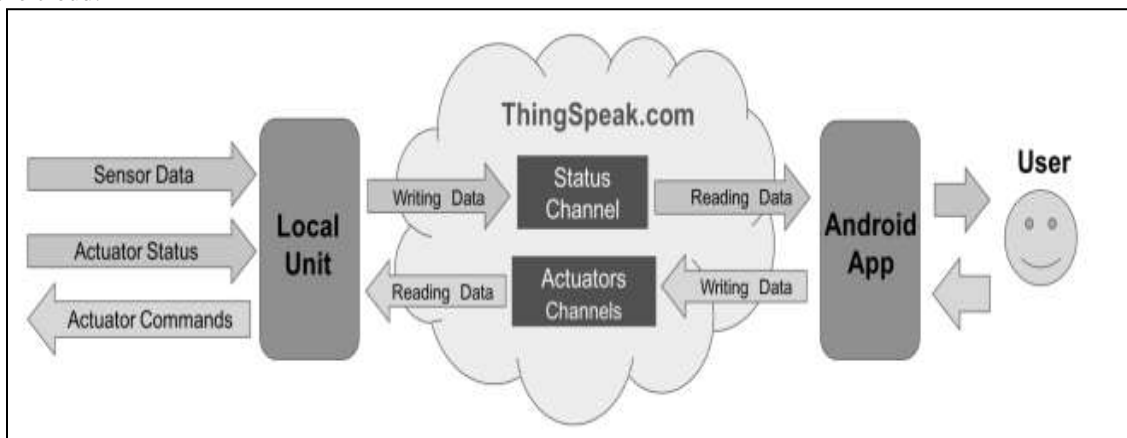 ThingSpeak.com
User
Sensor Data
Actuator Status
Actuator Commands
Local
Unit
Writing Data
Status
Channel
Reading Data
Reading Data
Actuators
Channels
Writing Data
Android
App